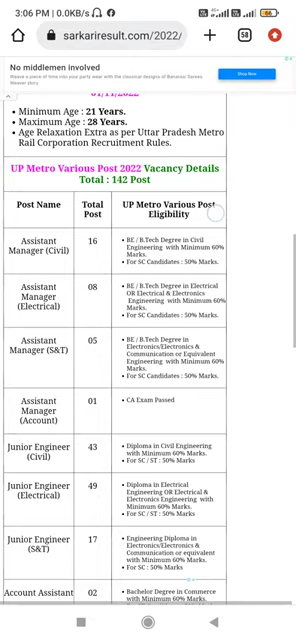 3:06 PM | 0.0KB/s
66
sarkariresult.com/2022/
58
No middlemen involved
Weave a piece of time into your party wear with the classical designs of Banarasi Sarees.
Weaver story
Shop Now
01/11/2022
Minimum Age : 21 Years.
Maximum Age : 28 Years.
Age Relaxation Extra as per Uttar Pradesh Metro
Rail Corporation Recruitment Rules.
UP Metro Various Post 2022 Vacancy Details
Total : 142 Post
Post Name
Total
Post
UP Metro Various Post
Eligibility
Assistant
Manager (Civil)
16
BE / B.Tech Degree in Civil
Engineering with Minimum 60%
Marks.
For SC Candidates : 50% Marks.
Assistant
Manager
(Electrical)
08
BE / B.Tech Degree in Electrical
OR Electrical & Electronics
Engineering with Minimum 60%
Marks.
For SC Candidates : 50% Marks.
Assistant
Manager (S&T)
05
BE / B.Tech Degree in
Electronics/Electronics &
Communication or Equivalent
Engineering with Minimum 60%
Marks.
For SC Candidates : 50% Marks.
Assistant
Manager
(Account)
01
CA Exam Passed
Junior Engineer
(Civil)
43
Diploma in Civil Engineering
with Minimum 60% Marks.
For SC / ST : 50% Marks
Junior Engineer
(Electrical)
49
Diploma in Electrical
Engineering OR Electrical &
Electronics Engineering with
Minimum 60% Marks.
For SC / ST : 50% Marks
Junior Engineer
(S&T)
17
Engineering Diploma in
Electronics/Electronics &
Communication or equivalent
with Minimum 60% Marks.
For SC : 50% Marks
Account Assistant
02
Bachelor Degree in Commerce
with Minimum 60% Marks.